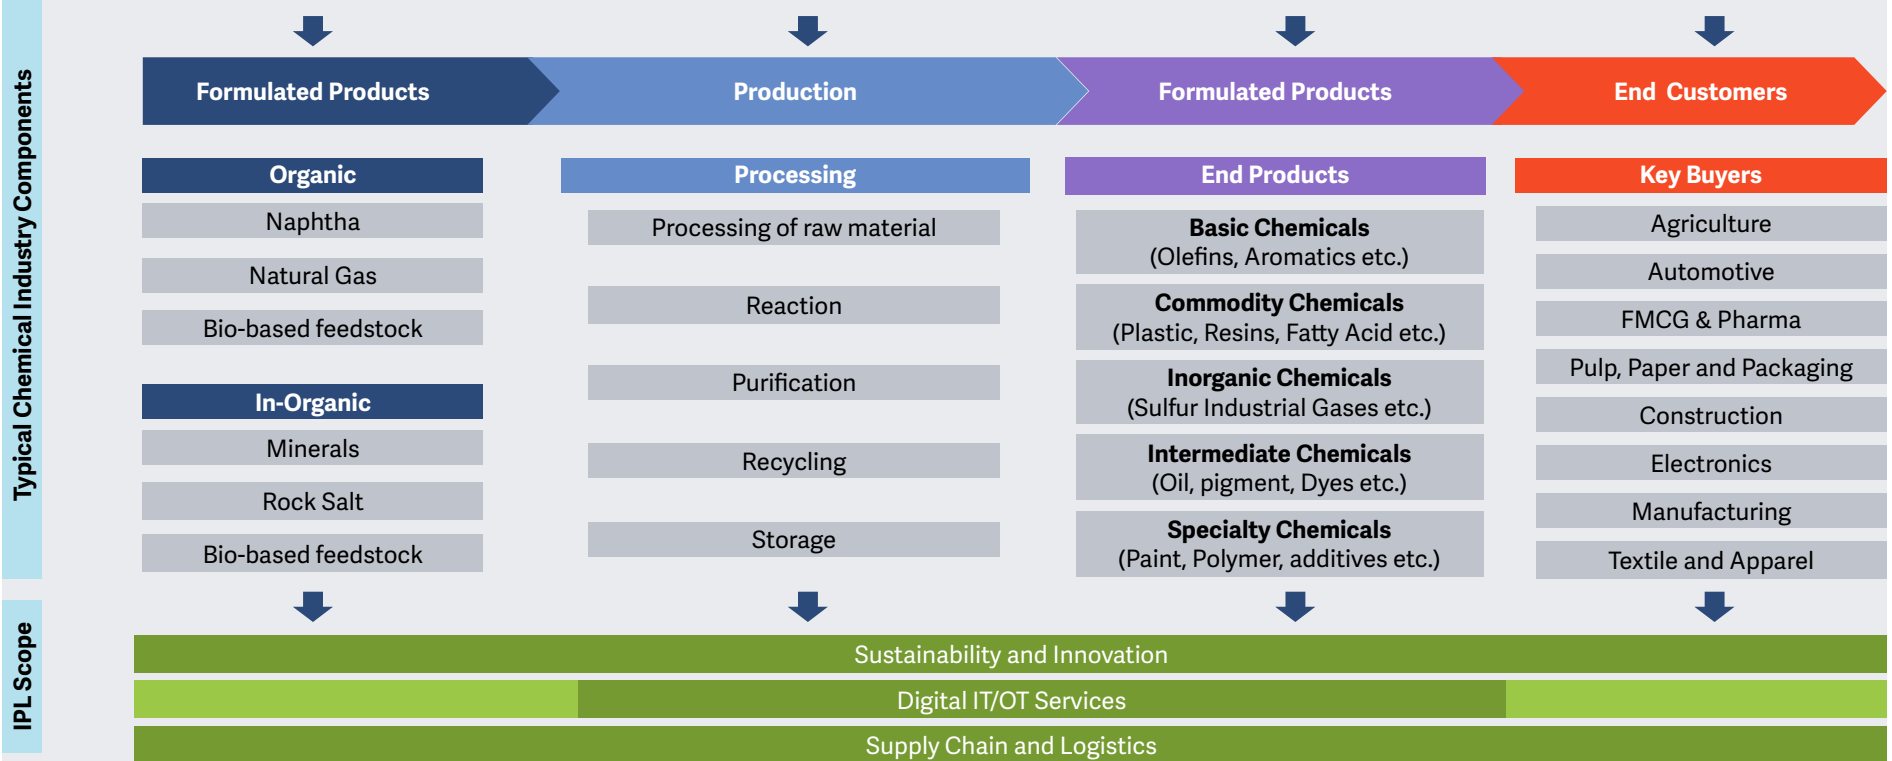 Typical Chemical Industry Components
Formulated Products
Production
Formulated Products
End Customers
Organic
Naphtha
Natural Gas
Bio-based feedstock
In-Organic
Minerals
Rock Salt
Bio-based feedstock
Processing
Processing of raw material
Reaction
Purification
Recycling
Storage
End Products
Basic Chemicals
(Olefins, Aromatics etc.)
Commodity Chemicals
(Plastic, Resins, Fatty Acid etc.)
Inorganic Chemicals
(Sulfur Industrial Gases etc.)
Intermediate Chemicals
(Oil, pigment, Dyes etc.)
Specialty Chemicals
(Paint, Polymer, additives etc.)
Key Buyers
Agriculture
Automotive
FMCG & Pharma
Pulp, Paper and Packaging
Construction
Electronics
Manufacturing
Textile and Apparel
IPL Scope
Sustainability and Innovation
Digital IT/OT Services
Supply Chain and Logistics